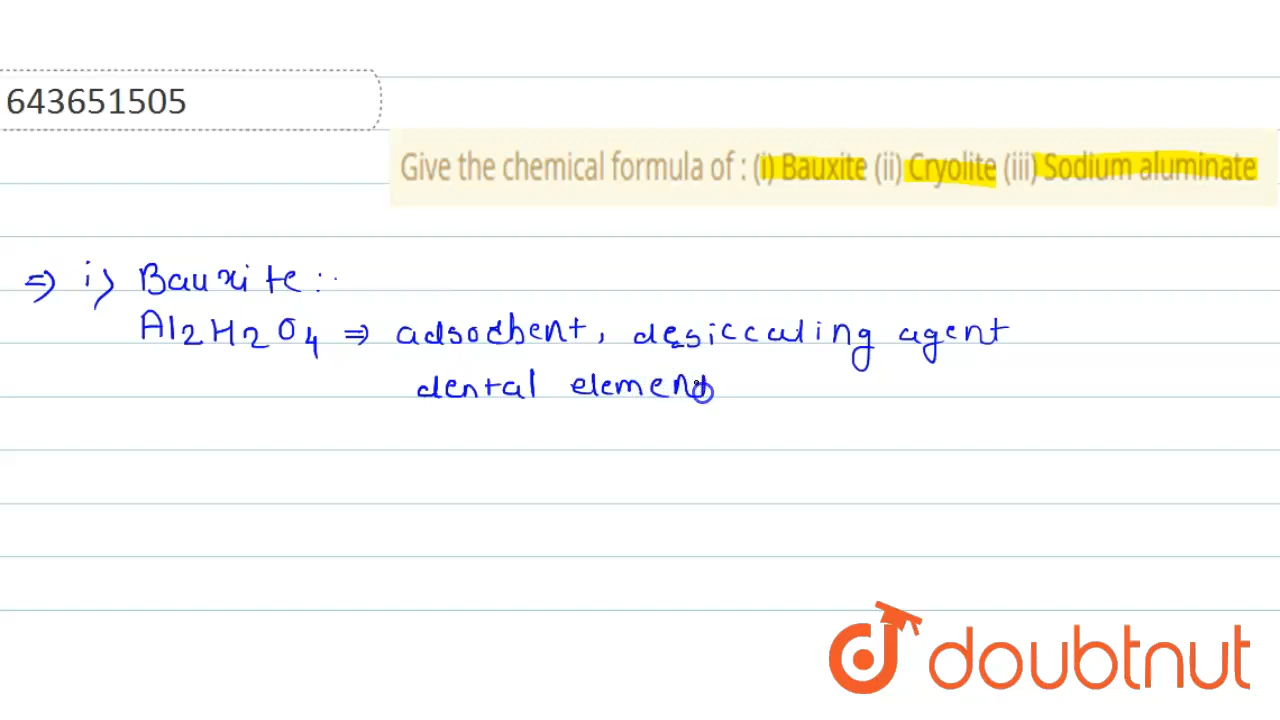 643651505
Give the chemical formula of : (i) Bauxite (ii) Cryolite (iii) Sodium aluminate
⇒ i) Bauxite :-
Al2H2O4 ⇒ adsorbent, desiccating agent
dental element
doubtnut